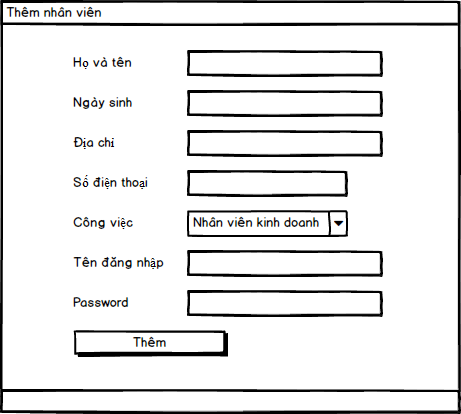 Thêm nhân viên
Họ và tên
Ngày sinh
Địa chỉ
Số điện thoại
Công việc Nhân viên kinh doanh
Tên đăng nhập
Password
Thêm